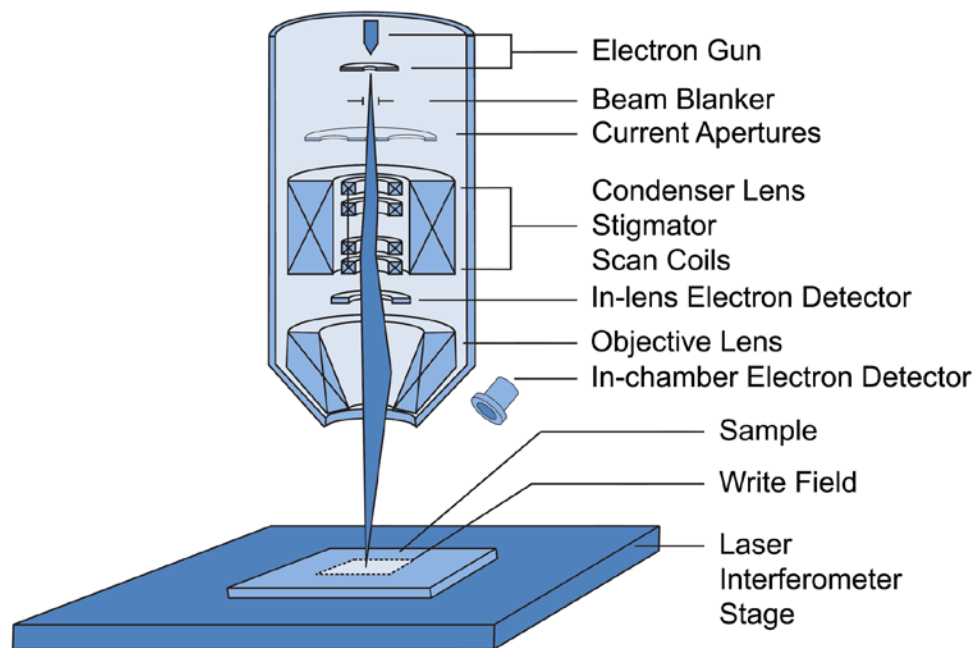 Electron Gun
Beam Blanker
Current Apertures
Condenser Lens
Stigmator
Scan Coils
In-lens Electron Detector
Objective Lens
In-chamber Electron Detector
Sample
Write Field
Laser
Interferometer
Stage